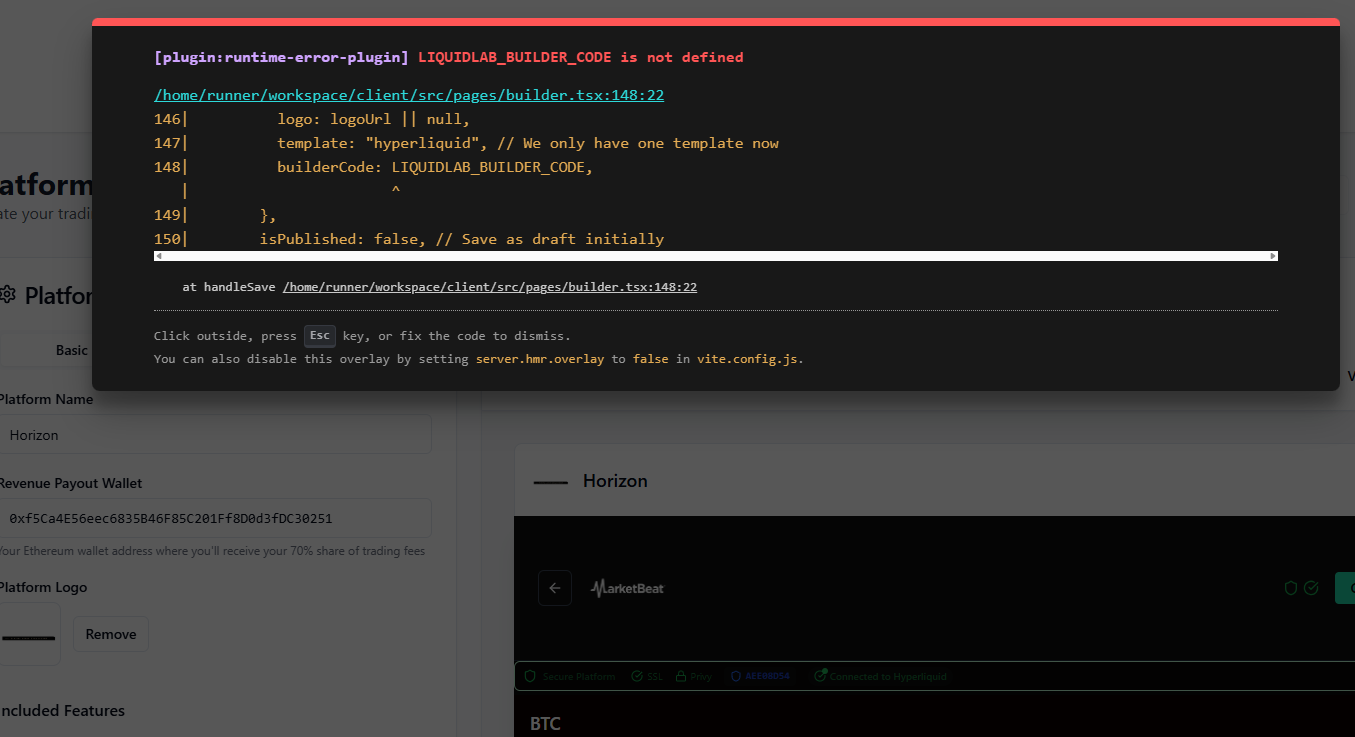 [plugin:runtime-error-plugin] LIQUIDLAB_BUILDER_CODE is not defined
/home/runner/workspace/client/src/pages/builder.tsx:148:22
146|          logo: logoUrl || null,
147|          template: "hyperliquid", // We only have one template now
148|          builderCode: LIQUIDLAB_BUILDER_CODE,
|                       ^
149|        },
150|        isPublished: false, // Save as draft initially
at handleSave /home/runner/workspace/client/src/pages/builder.tsx:148:22
Click outside, press Esc key, or fix the code to dismiss.
You can also disable this overlay by setting server.hmr.overlay to false in vite.config.js.
atform
ate your tradi
Platfor
Basic
Platform Name
Horizon
Revenue Payout Wallet
0xf5Ca4E56eec6835B46F85C201Ff8D0d3fDC30251
Your Ethereum wallet address where you'll receive your 70% share of trading fees
Platform Logo
Remove
Included Features
V
Horizon
MarketBeat
Secure Platform SSL Privy AEE08D54 Connected to Hyperliquid
BTC